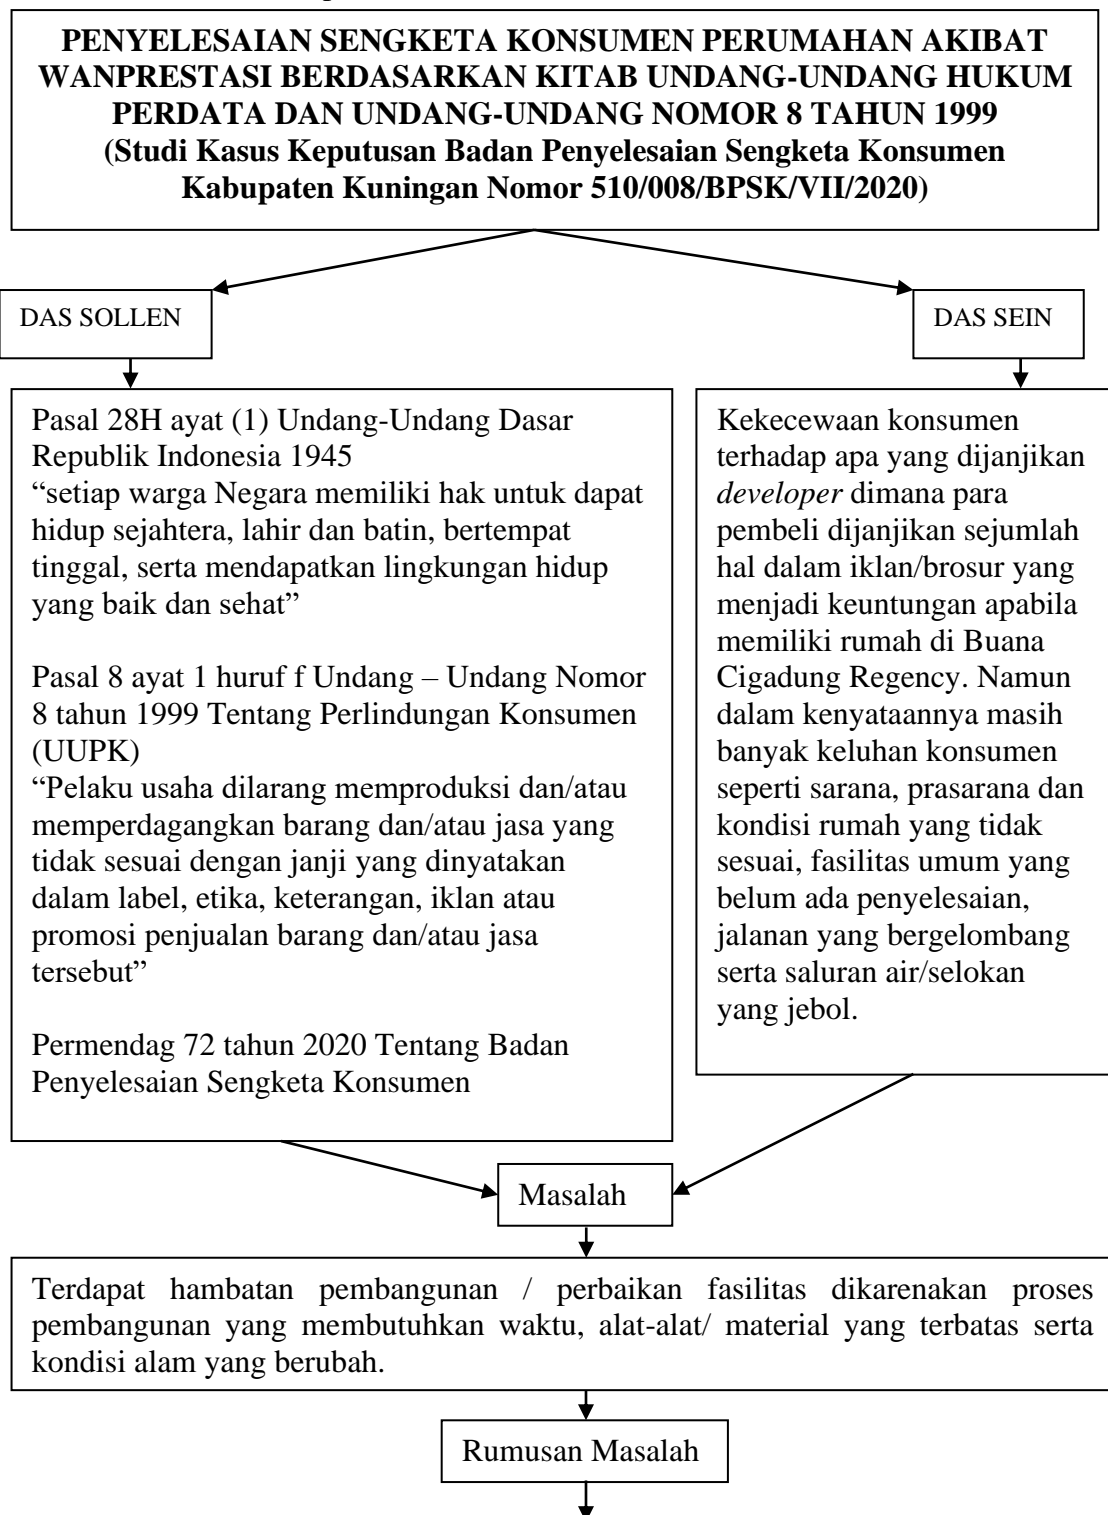 PENYELESAIAN SENGKETA KONSUMEN PERUMAHAN AKIBAT
WANPRESTASI BERDASARKAN KITAB UNDANG-UNDANG HUKUM
PERDATA DAN UNDANG-UNDANG NOMOR 8 TAHUN 1999
(Studi Kasus Keputusan Badan Penyelesaian Sengketa Konsumen
Kabupaten Kuningan Nomor 510/008/BPSK/VII/2020)
DAS SOLLEN
DAS SEIN
Pasal 28H ayat (1) Undang-Undang Dasar
Republik Indonesia 1945
“setiap warga Negara memiliki hak untuk dapat
hidup sejahtera, lahir dan batin, bertempat
tinggal, serta mendapatkan lingkungan hidup
yang baik dan sehat”
Pasal 8 ayat 1 huruf f Undang – Undang Nomor
8 tahun 1999 Tentang Perlindungan Konsumen
(UUPK)
“Pelaku usaha dilarang memproduksi dan/atau
memperdagangkan barang dan/atau jasa yang
tidak sesuai dengan janji yang dinyatakan
dalam label, etika, keterangan, iklan atau
promosi penjualan barang dan/atau jasa
tersebut”
Permendag 72 tahun 2020 Tentang Badan
Penyelesaian Sengketa Konsumen
Kekecewaan konsumen
terhadap apa yang dijanjikan
developer dimana para
pembeli dijanjikan sejumlah
hal dalam iklan/brosur yang
menjadi keuntungan apabila
memiliki rumah di Buana
Cigadung Regency. Namun
dalam kenyataannya masih
banyak keluhan konsumen
seperti sarana, prasarana dan
kondisi rumah yang tidak
sesuai, fasilitas umum yang
belum ada penyelesaian,
jalanan yang bergelombang
serta saluran air/selokan
yang jebol.
Masalah
Terdapat hambatan pembangunan / perbaikan fasilitas dikarenakan proses
pembangunan yang membutuhkan waktu, alat-alat/ material yang terbatas serta
kondisi alam yang berubah.
Rumusan Masalah